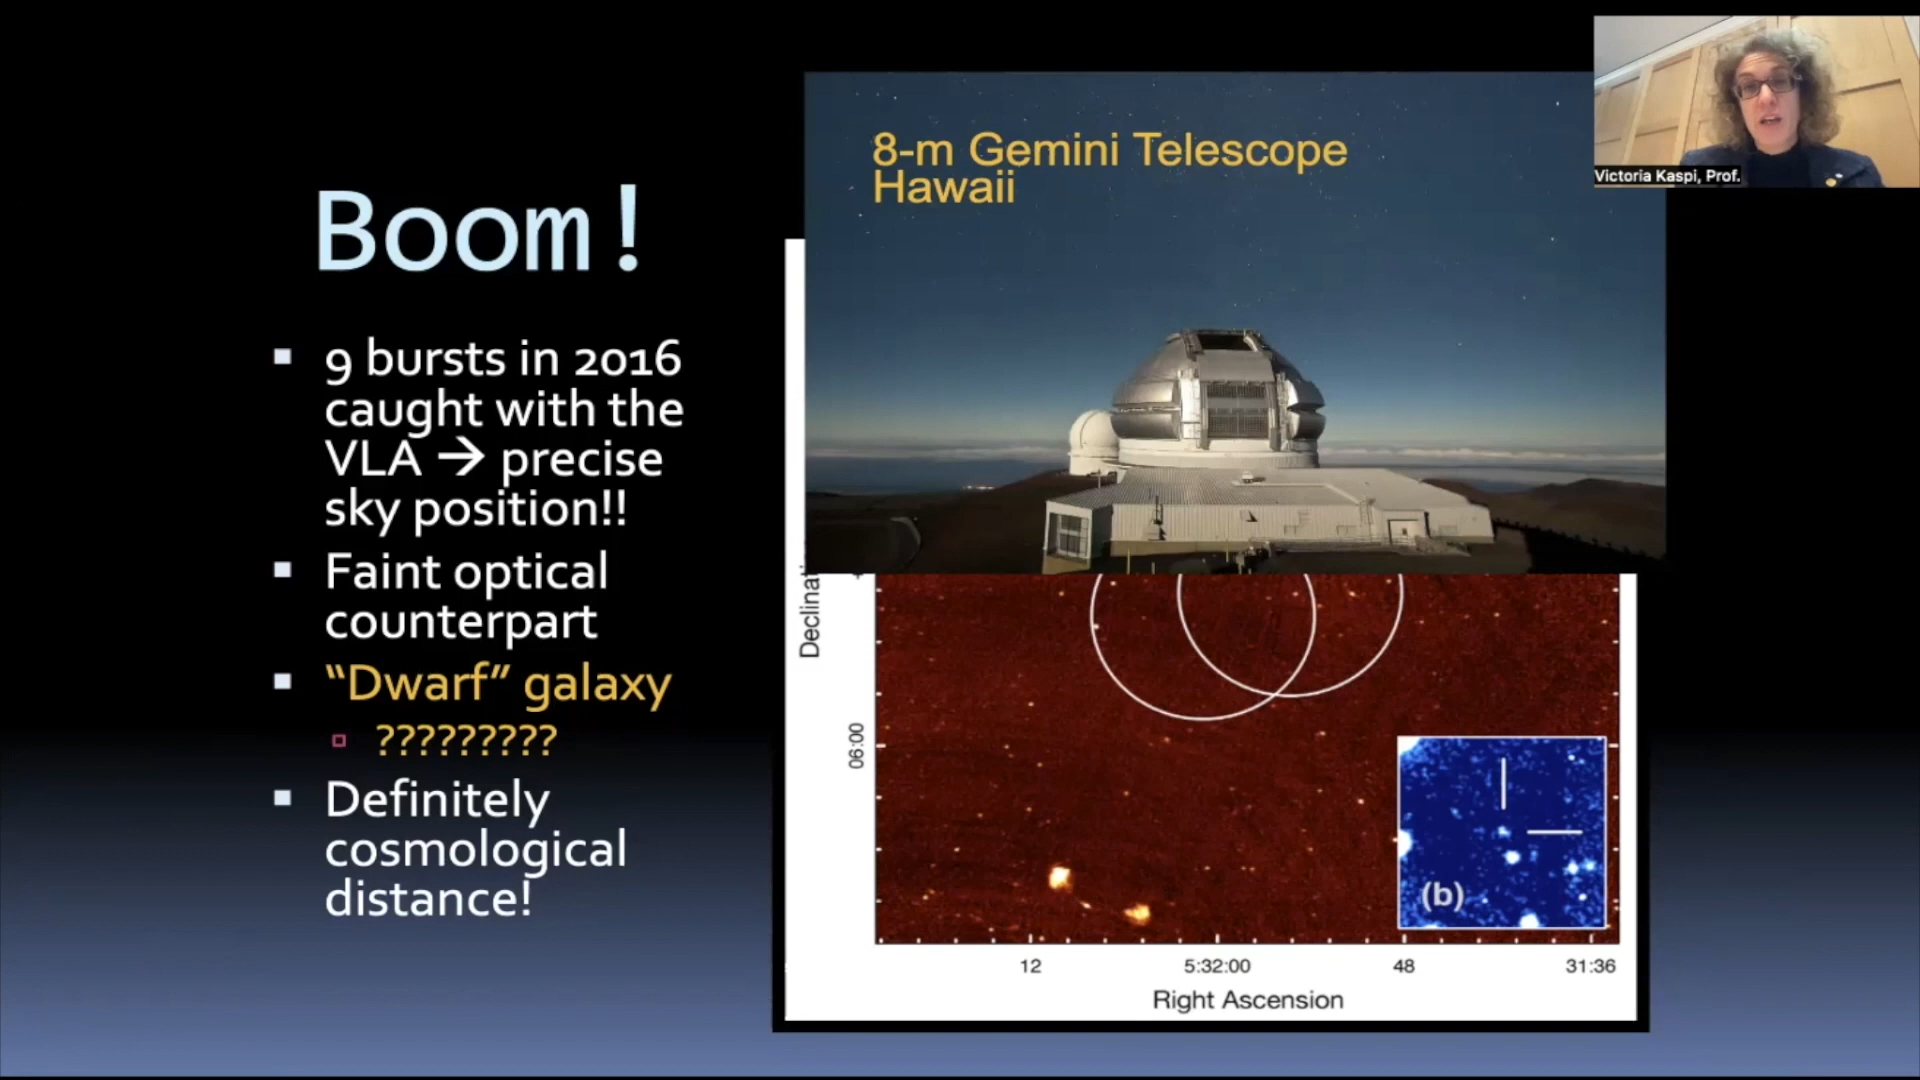 Boom!
9 bursts in 2016
caught with the
VLA → precise
sky position!!
Faint optical
counterpart
“Dwarf” galaxy
?????????
Definitely
cosmological
distance!
8-m Gemini Telescope
Hawaii
Victoria Kaspi, Prof.
Declinati
06:00
(b)
12
5:32:00
48
31:36
Right Ascension